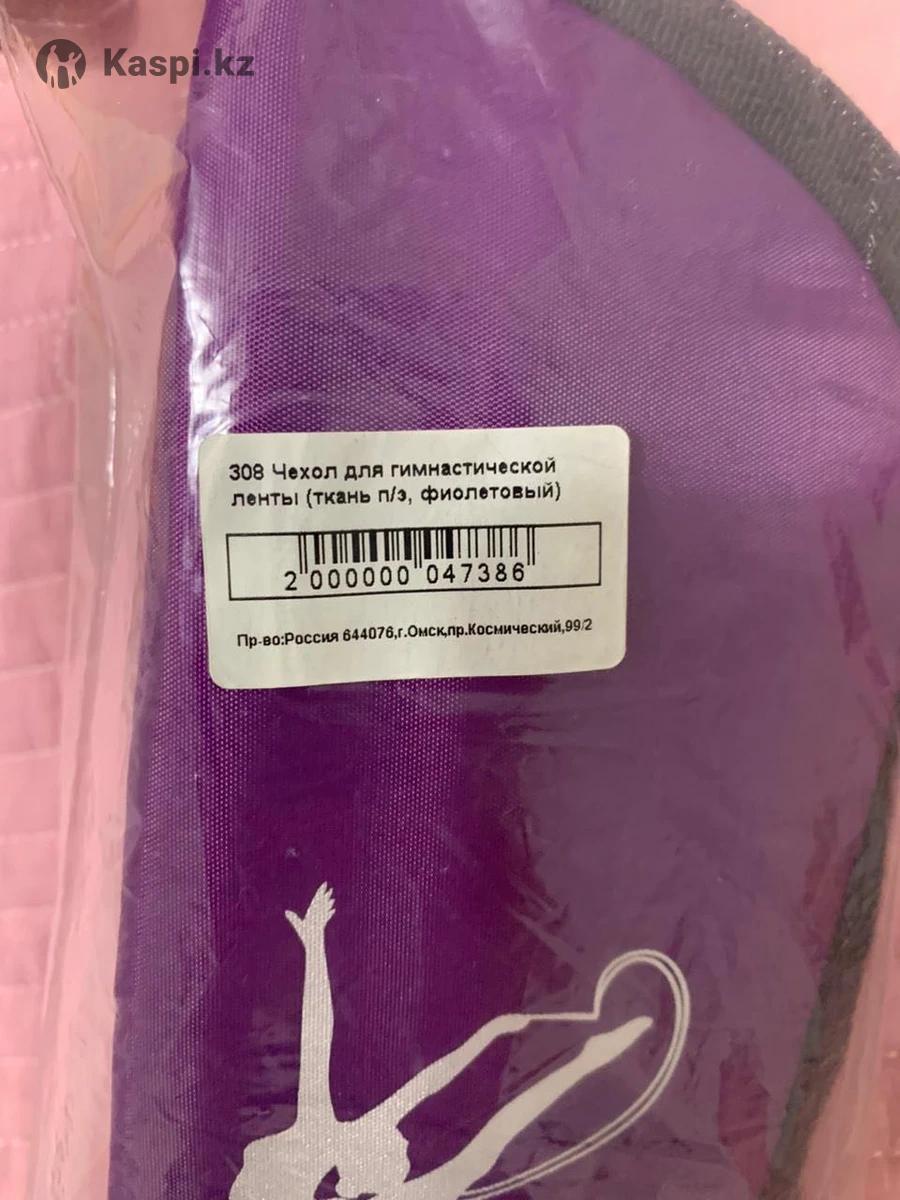 Kaspi.kz
308 Чехол для гимнастической
ленты (ткань п/э, фиолетовый)
2 000000 047386
Пр-во:Россия 644076,г.Омск,пр.Космический,99/2